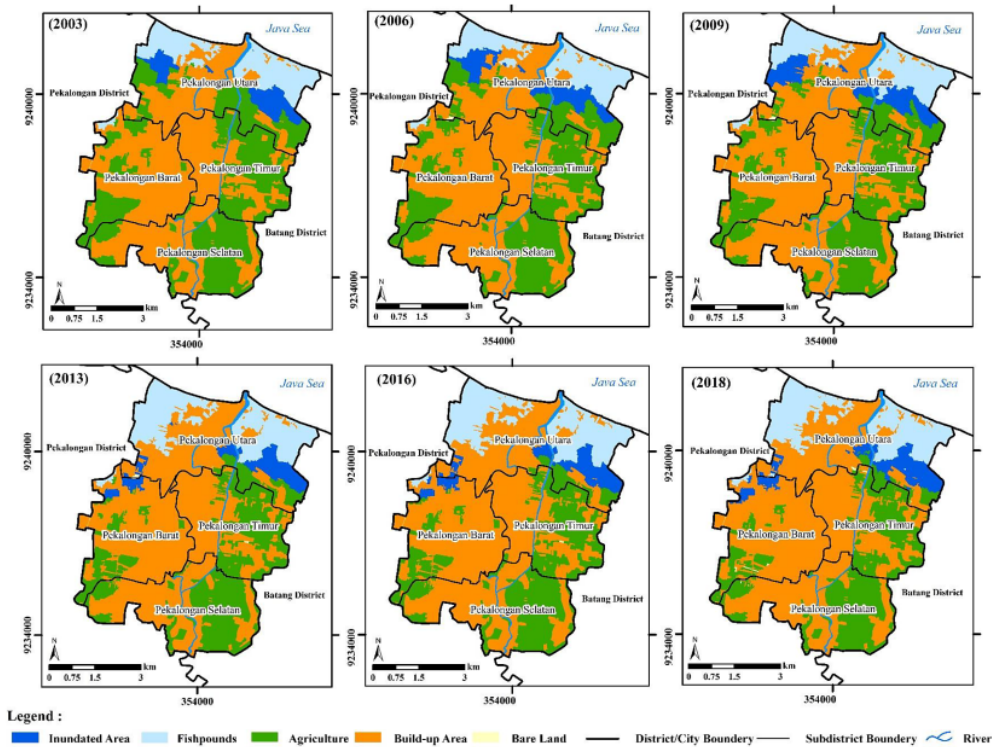 (2003)
Java Sea
Pekalongan Utara
Pekalongan District
9240000
Pekalongan Timur
Pekalongan Barat
Batang District
Pekalongan Selatan
9234000
N
km
0 0.75 1.5 3
354000
(2006)
Java Sea
Pekalongan Utara
Pekalongan District
9240000
Pekalongan Timur
Pekalongan Barat
Batang District
Pekalongan Selatan
9234000
N
km
0 0.75 1.5 3
354000
(2009)
Java Sea
Pekalongan Utara
Pekalongan District
9240000
Pekalongan Timur
Pekalongan Barat
Batang District
Pekalongan Selatan
9234000
N
km
0 0.75 1.5 3
354000
(2013)
Java Sea
Pekalongan Utara
Pekalongan District
9240000
Pekalongan Timur
Pekalongan Barat
Batang District
Pekalongan Selatan
9234000
N
km
0 0.75 1.5 3
354000
(2016)
Java Sea
Pekalongan Utara
Pekalongan District
9240000
Pekalongan Timur
Pekalongan Barat
Batang District
Pekalongan Selatan
9234000
N
km
0 0.75 1.5 3
354000
(2018)
Java Sea
Pekalongan Utara
Pekalongan District
9240000
Pekalongan Timur
Pekalongan Barat
Batang District
Pekalongan Selatan
9234000
N
km
0 0.75 1.5 3
354000
Legend :
Inundated Area Fishpounds Agriculture Build-up Area Bare Land District/City Boundary Subdistrict Boundary River